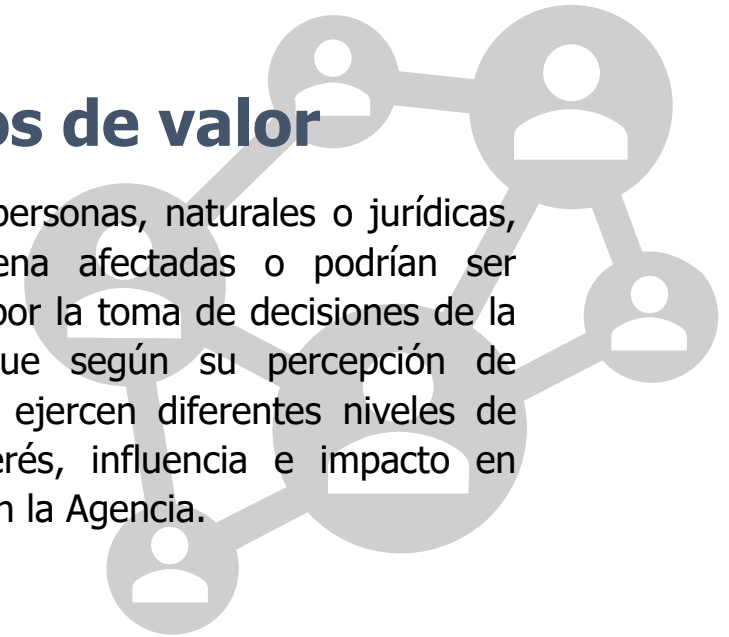 os de valor
personas, naturales o jurídicas,
ena afectadas o podrían ser
por la toma de decisiones de la
ue según su percepción de
ejercen diferentes niveles de
erés, influencia e impacto en
n la Agencia.